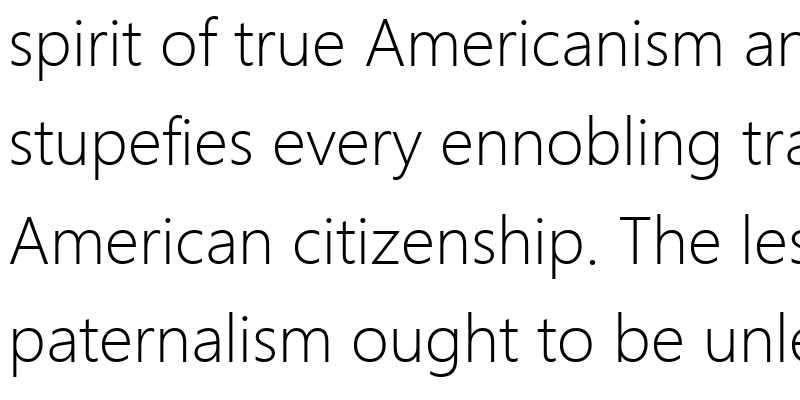 spirit of true Americanism
stupefies every ennobling
American citizenship. The
paternalism ought to be